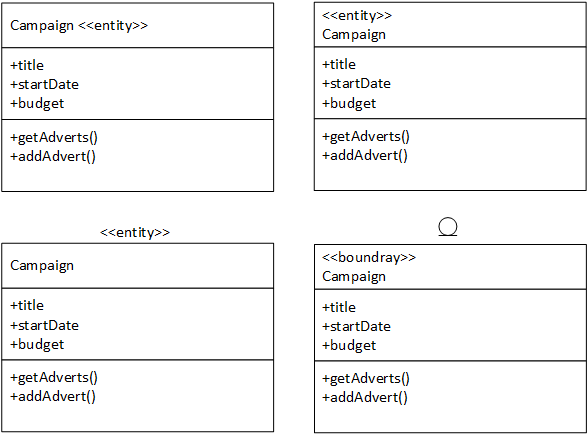 Campaign <<entity>>
+title
+startDate
+budget
+getAdverts()
+addAdvert()
<<entity>>
Campaign
+title
+startDate
+budget
+getAdverts()
+addAdvert()
<<entity>>
Campaign
+title
+startDate
+budget
+getAdverts()
+addAdvert()
<<boundray>>
Campaign
+title
+startDate
+budget
+getAdverts()
+addAdvert()